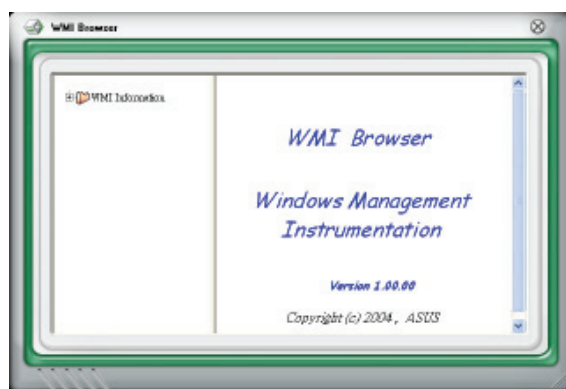 WMI Browser
WMI Information
WMI Browser
Windows Management
Instrumentation
Version 1.00.00
Copyright (c) 2004, ASUS